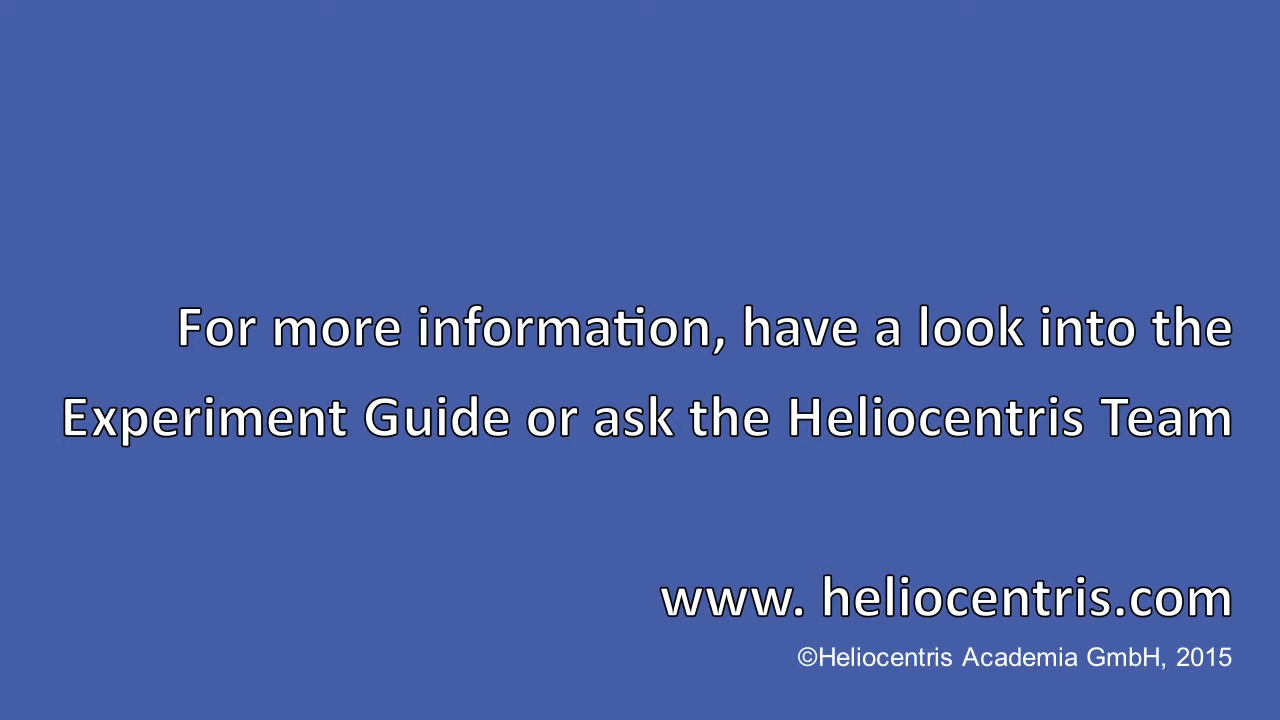 For more information, have a look into the
Experiment Guide or ask the Heliocentris Team
www. heliocentris.com
©Heliocentris Academia GmbH, 2015